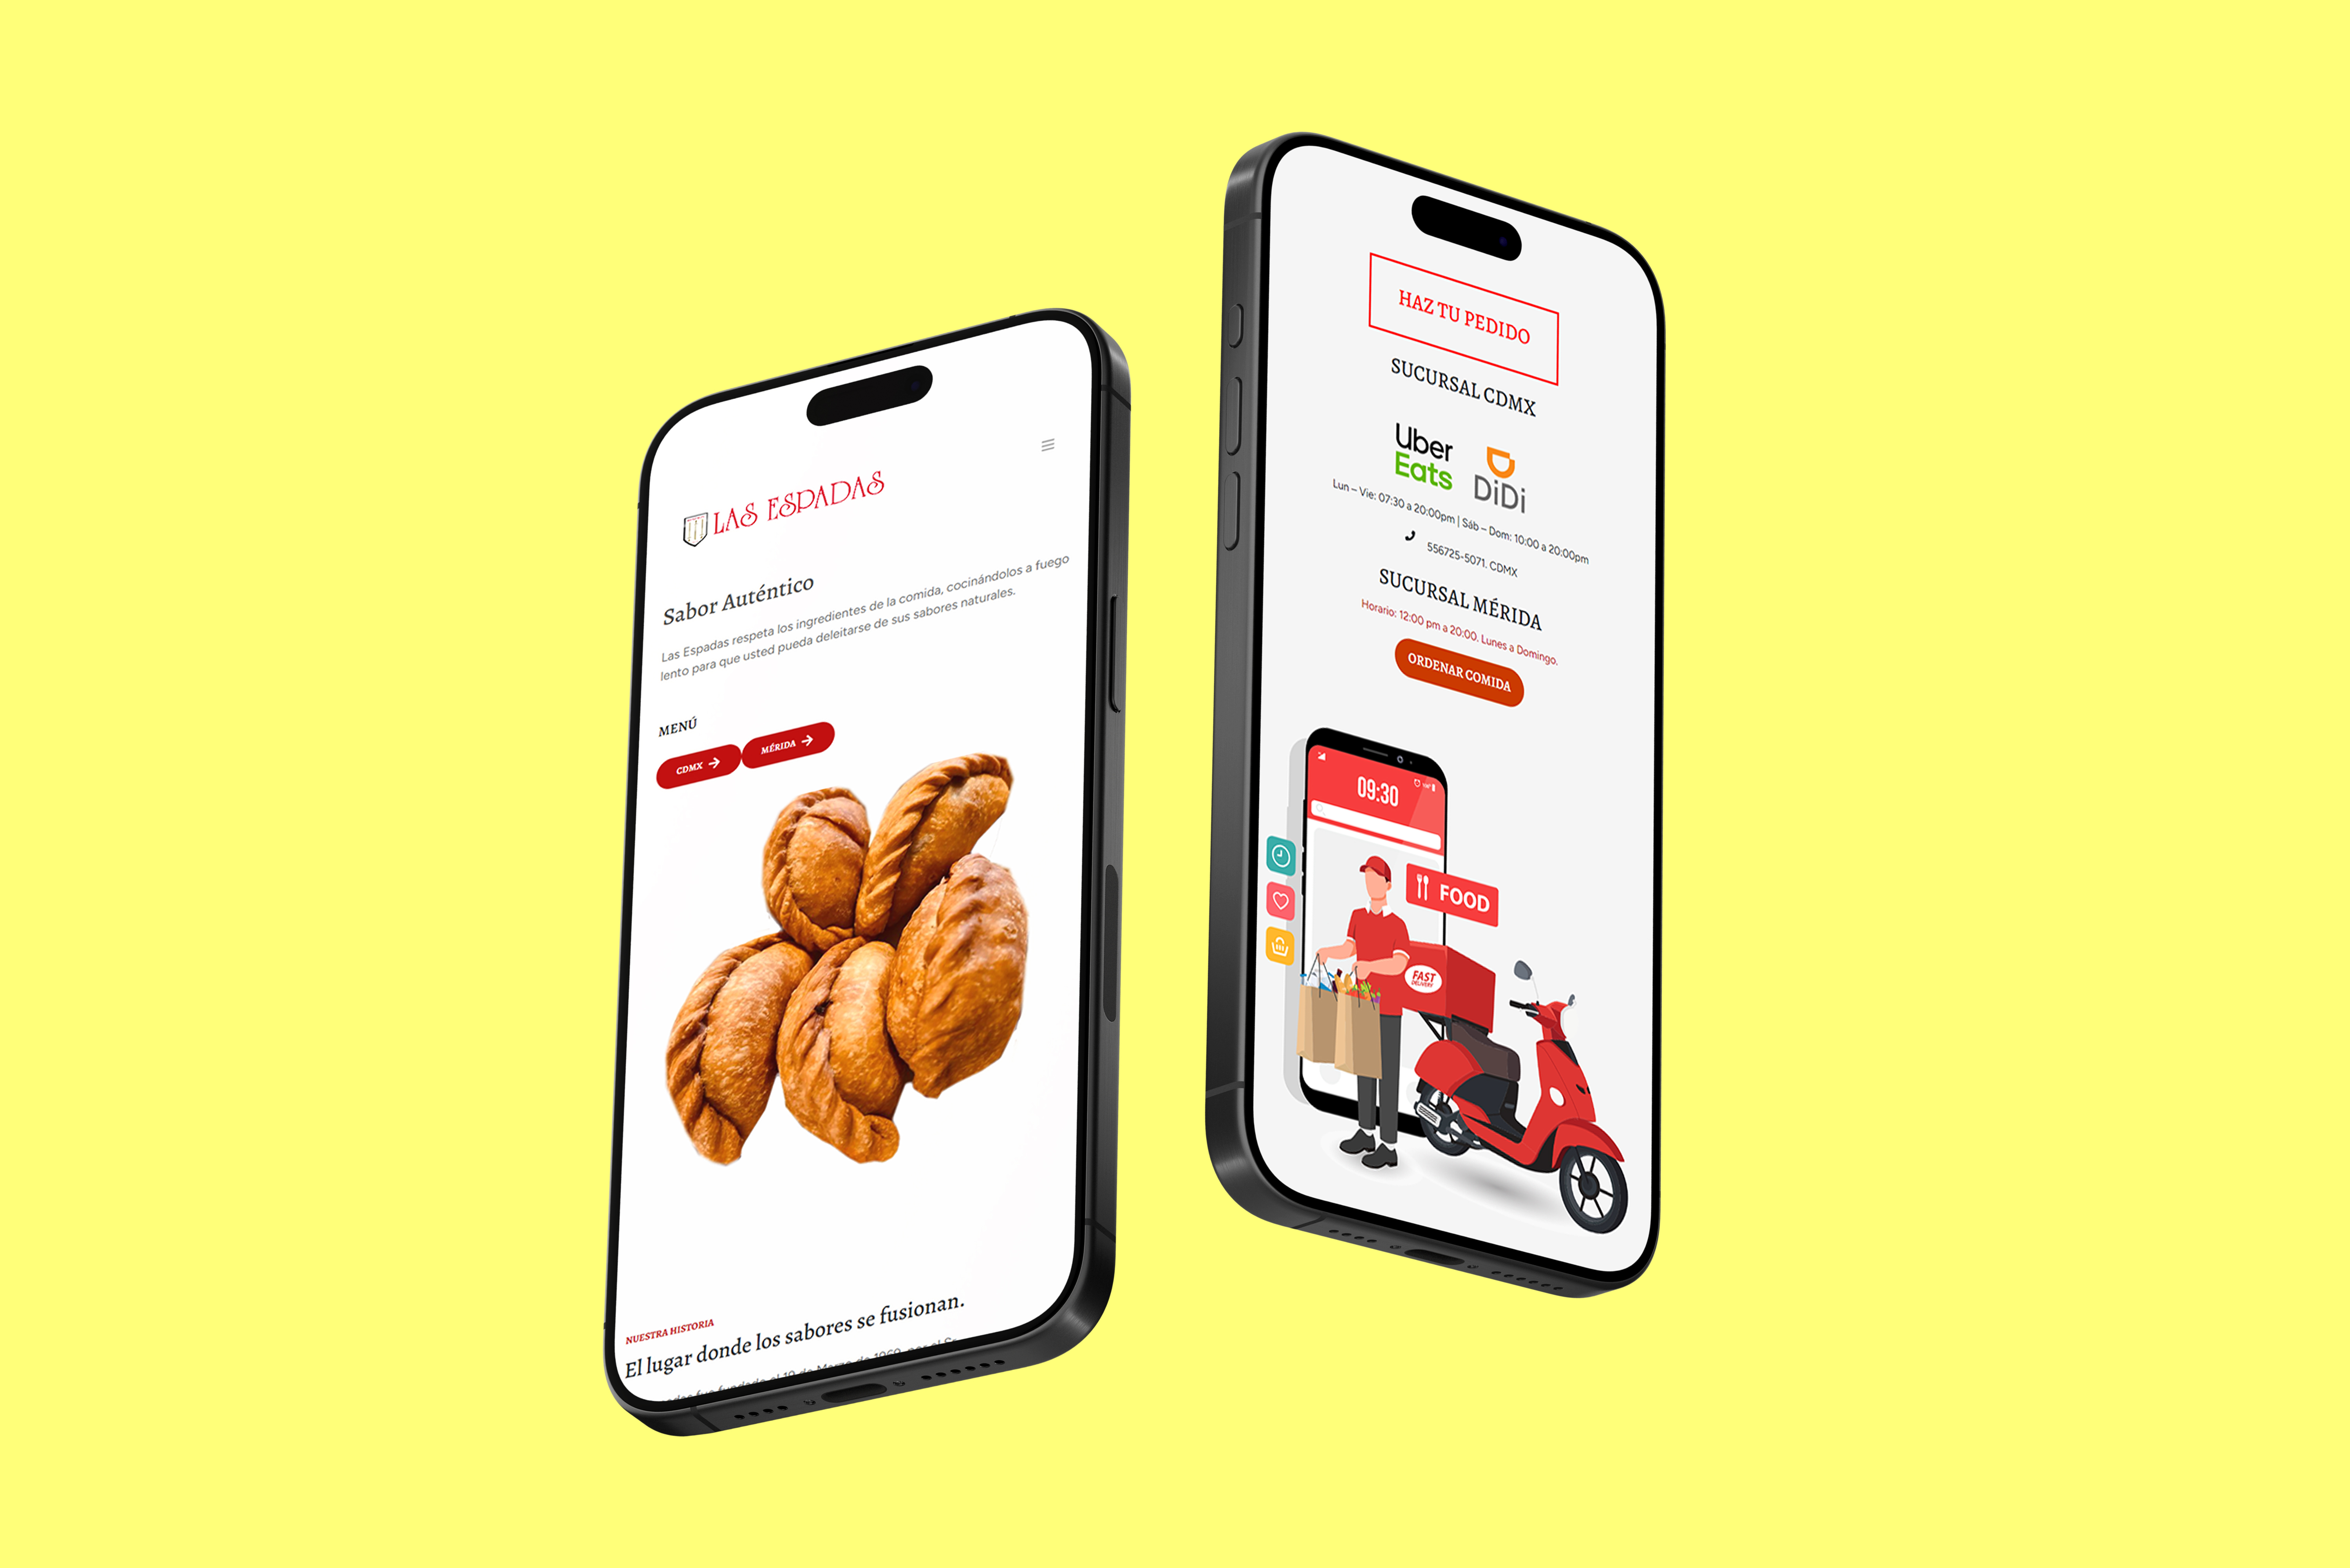 LAS ESPADAS
Sabor Auténtico
Las Espadas respeta los ingredientes de la comida, cocinándolos a fuego
lento para que usted pueda deleitarse de sus sabores naturales.
MENÚ
CDMX
MÉRIDA
NUESTRA HISTORIA
El lugar donde los sabores se fusionan.
HAZ TU PEDIDO
SUCURSAL CDMX
Uber
Eats
DiDi
Lun – Vie: 07:30 a 20:00pm | Sáb – Dom: 10:00 a 20:00pm
556725-5071. CDMX
SUCURSAL MÉRIDA
Horario: 12:00 pm a 20:00. Lunes a Domingo.
ORDENAR COMIDA
09:30
FOOD
FAST
DELIVERY